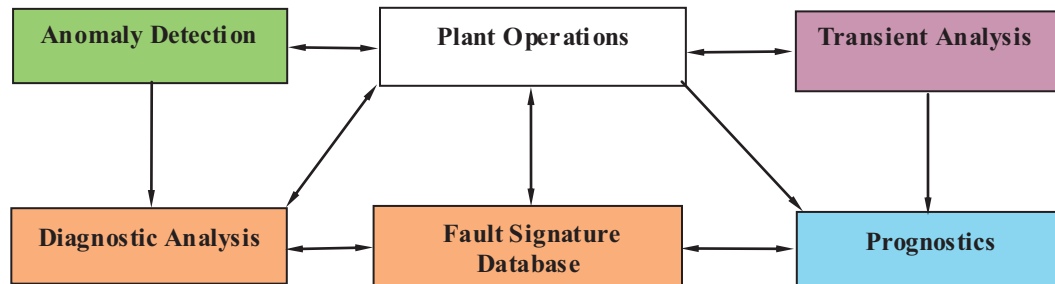 Anomaly Detection
Plant Operations
Transient Analysis
Diagnostic Analysis
Fault Signature
Database
Prognostics